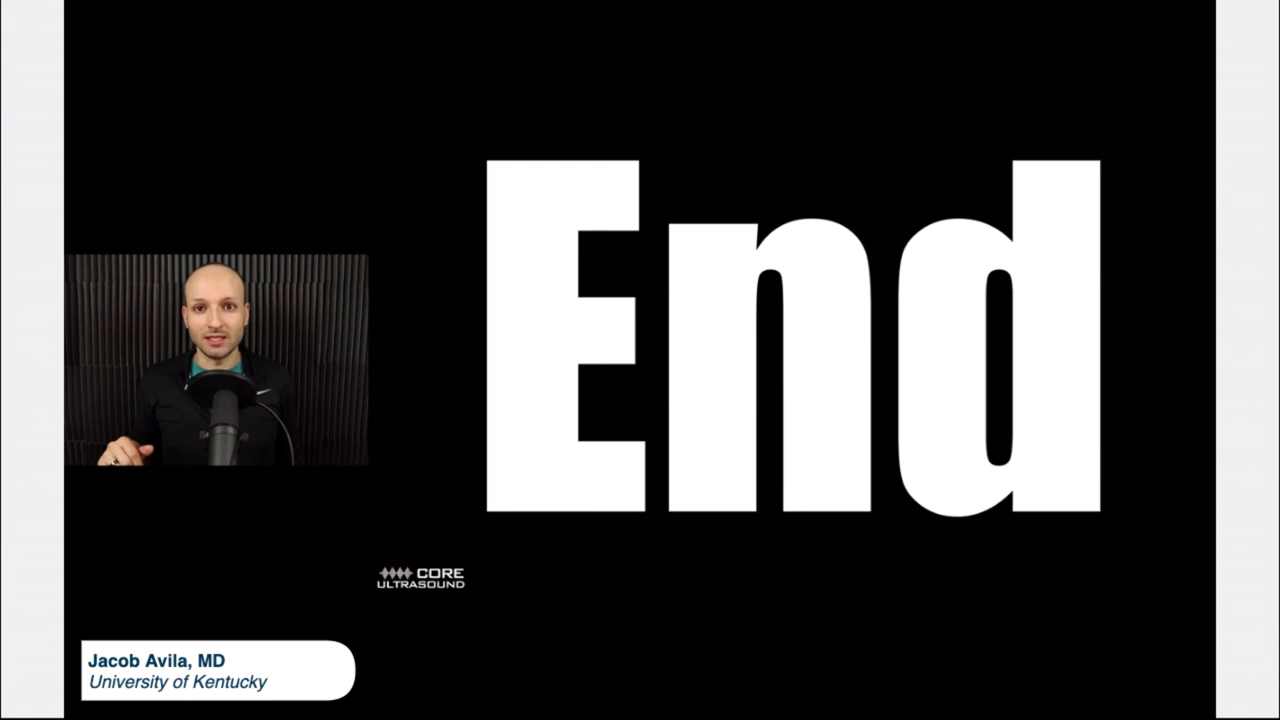 End
CORE
ULTRASOUND
Jacob Avila, MD
University of Kentucky